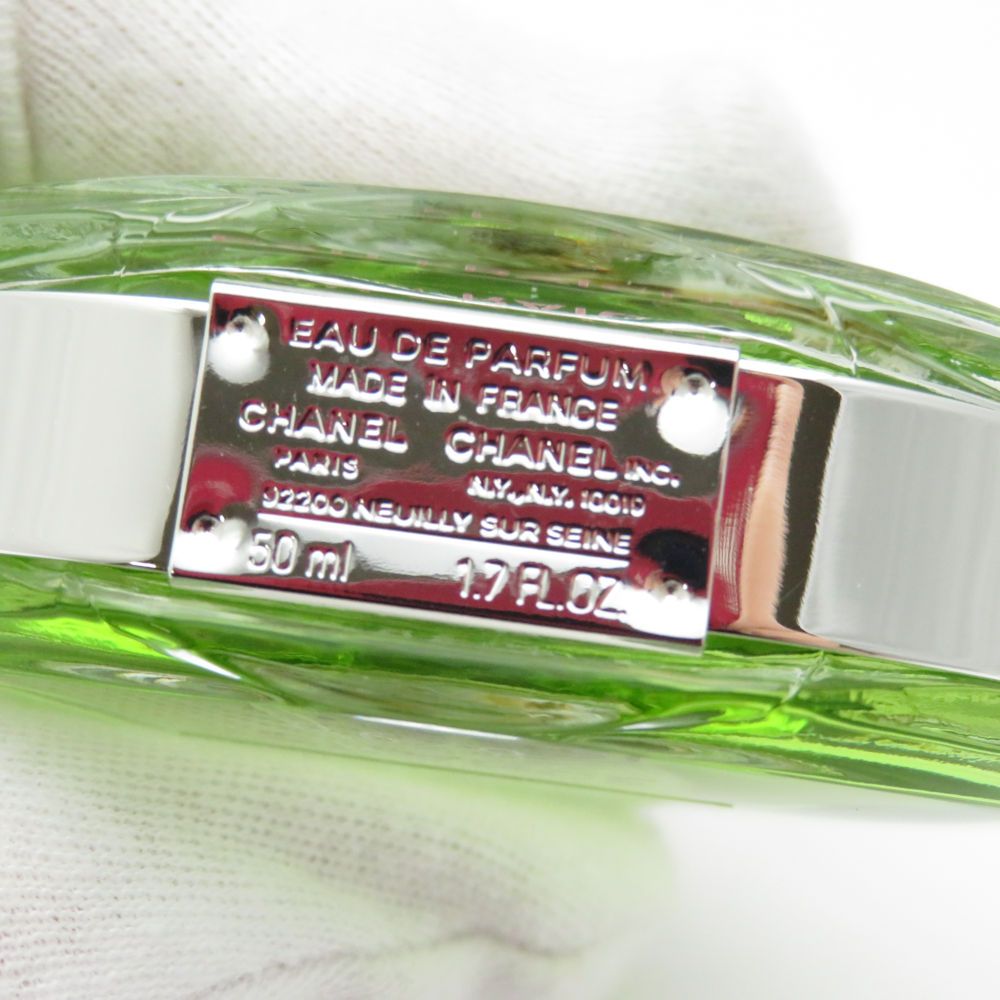 EAU DE PARFUM
MADE IN FRANCE
CHANEL CHANEL INC.
PARIS N.Y., N.Y. 10019
92200 NEUILLY SUR SEINE
50 ml 1.7 FL.OZ